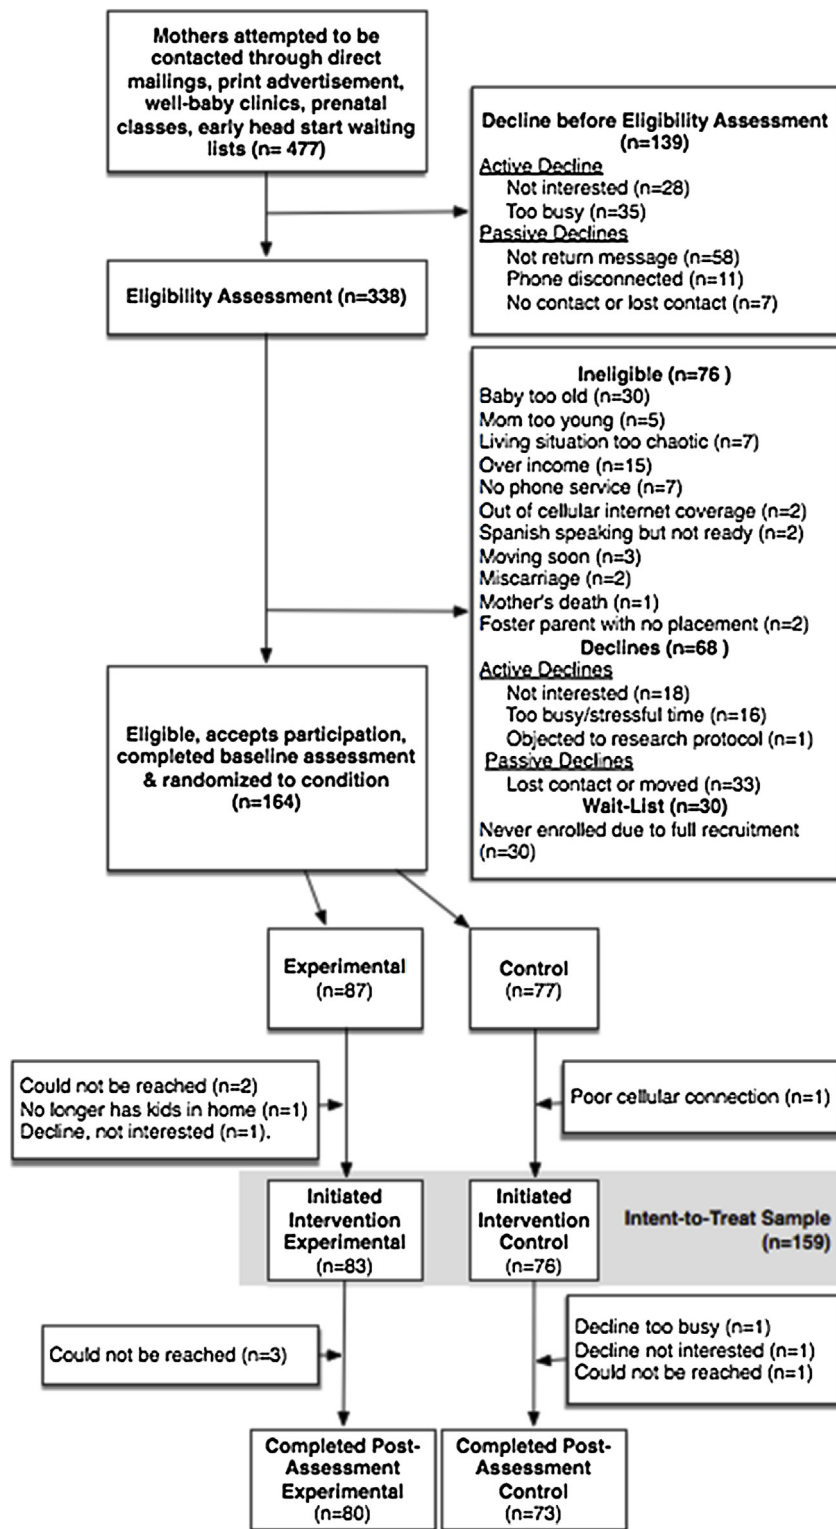 Mothers attempted to be
contacted through direct
mailings, print advertisement,
well-baby clinics, prenatal
classes, early head start waiting
lists (n= 477)
Decline before Eligibility Assessment
(n=139)
Active Decline
Not interested (n=28)
Too busy (n=35)
Passive Declines
Not return message (n=58)
Phone disconnected (n=11)
No contact or lost contact (n=7)
Eligibility Assessment (n=338)
Ineligible (n=76 )
Baby too old (n=30)
Mom too young (n=5)
Living situation too chaotic (n=7)
Over income (n=15)
No phone service (n=7)
Out of cellular internet coverage (n=2)
Spanish speaking but not ready (n=2)
Moving soon (n=3)
Miscarriage (n=2)
Mother's death (n=1)
Foster parent with no placement (n=2)
Declines (n=68 )
Active Declines
Not interested (n=18)
Too busy/stressful time (n=16)
Objected to research protocol (n=1)
Passive Declines
Lost contact or moved (n=33)
Wait-List (n=30)
Never enrolled due to full recruitment
(n=30)
Eligible, accepts participation,
completed baseline assessment
& randomized to condition
(n=164)
Experimental
(n=87)
Control
(n=77)
Could not be reached (n=2)
No longer has kids in home (n=1)
Decline, not interested (n=1).
Poor cellular connection (n=1)
Initiated
Intervention
Experimental
(n=83)
Initiated
Intervention
Control
(n=76)
Intent-to-Treat Sample
(n=159)
Could not be reached (n=3)
Decline too busy (n=1)
Decline not interested (n=1)
Could not be reached (n=1)
Completed Post-
Assessment
Experimental
(n=80)
Completed Post-
Assessment
Control
(n=73)